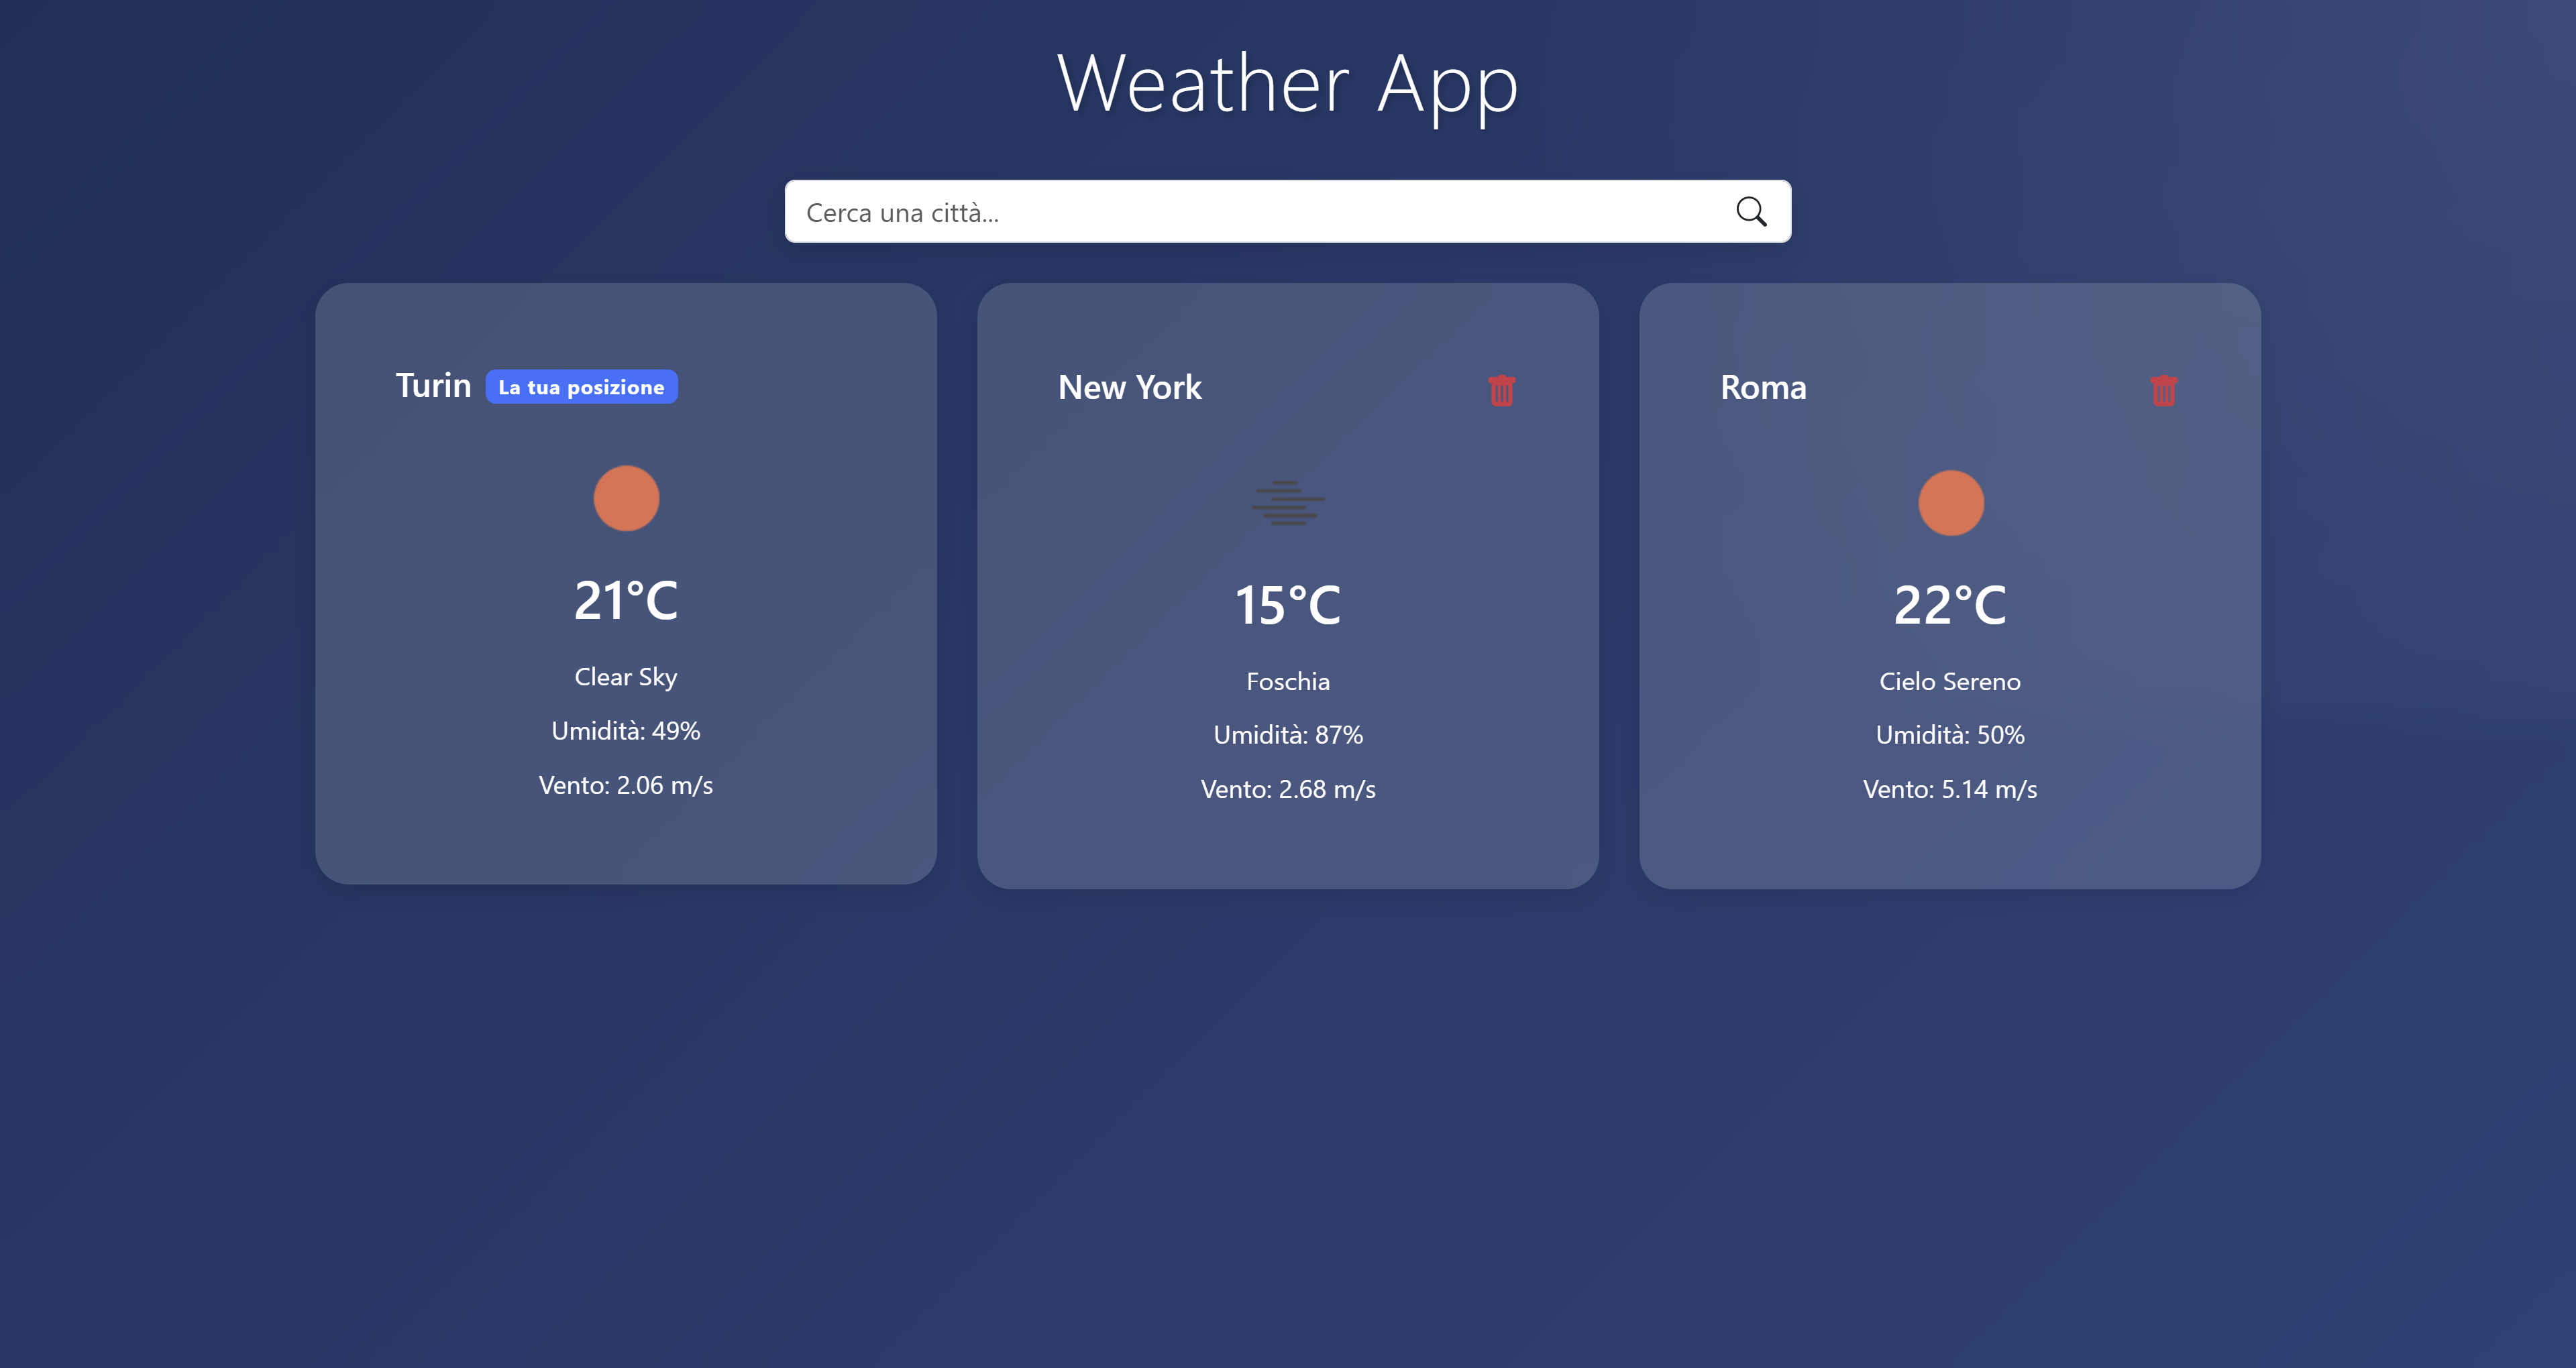 Weather App
Cerca una città...
Turin La tua posizione
21°C
Clear Sky
Umidità: 49%
Vento: 2.06 m/s
New York
15°C
Foschia
Umidità: 87%
Vento: 2.68 m/s
Roma
22°C
Cielo Sereno
Umidità: 50%
Vento: 5.14 m/s